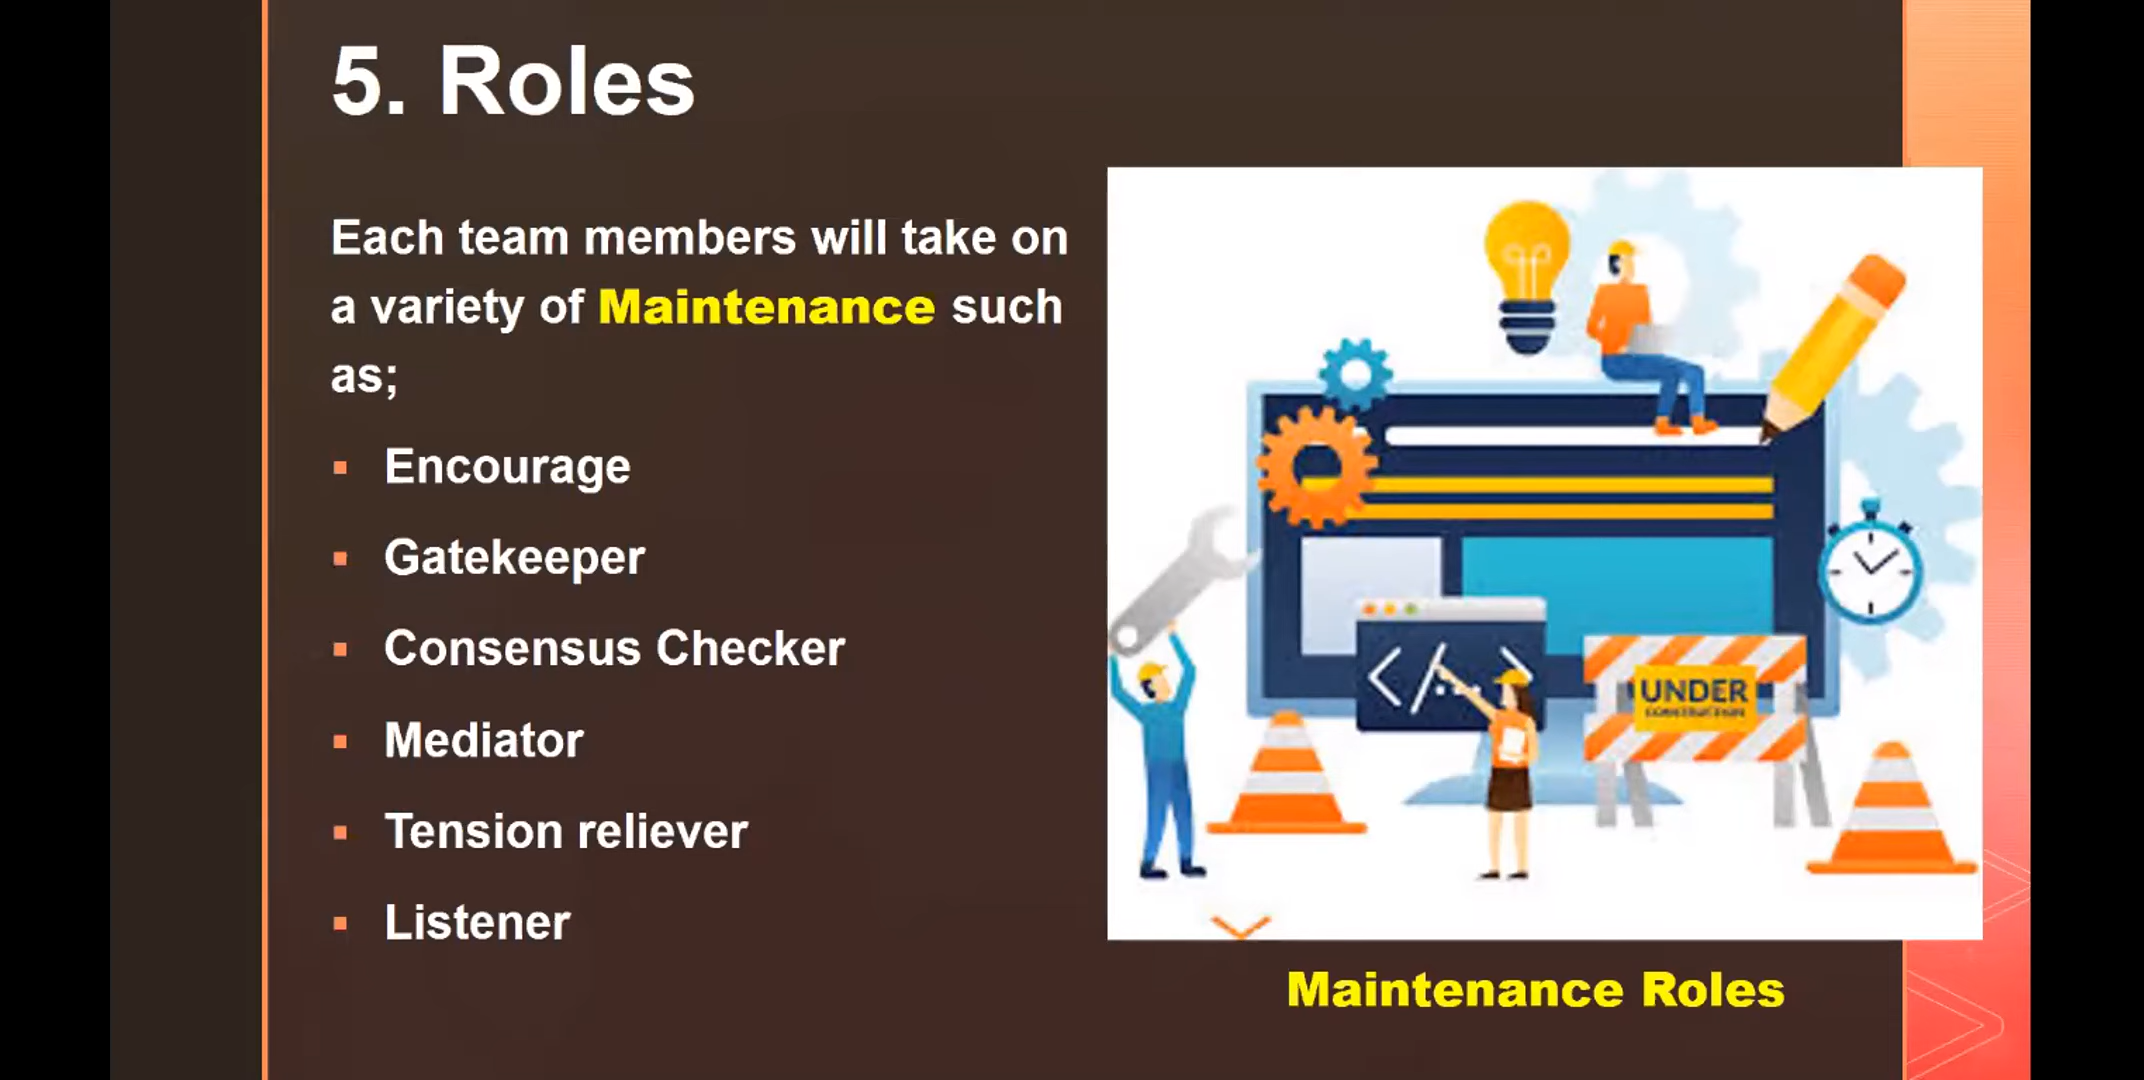 5. Roles
Each team members will take on
a variety of Maintenance such
as;
▪ Encourage
▪ Gatekeeper
▪ Consensus Checker
▪ Mediator
▪ Tension reliever
▪ Listener
</...>
UNDER
CONSTRUCTION
Maintenance Roles